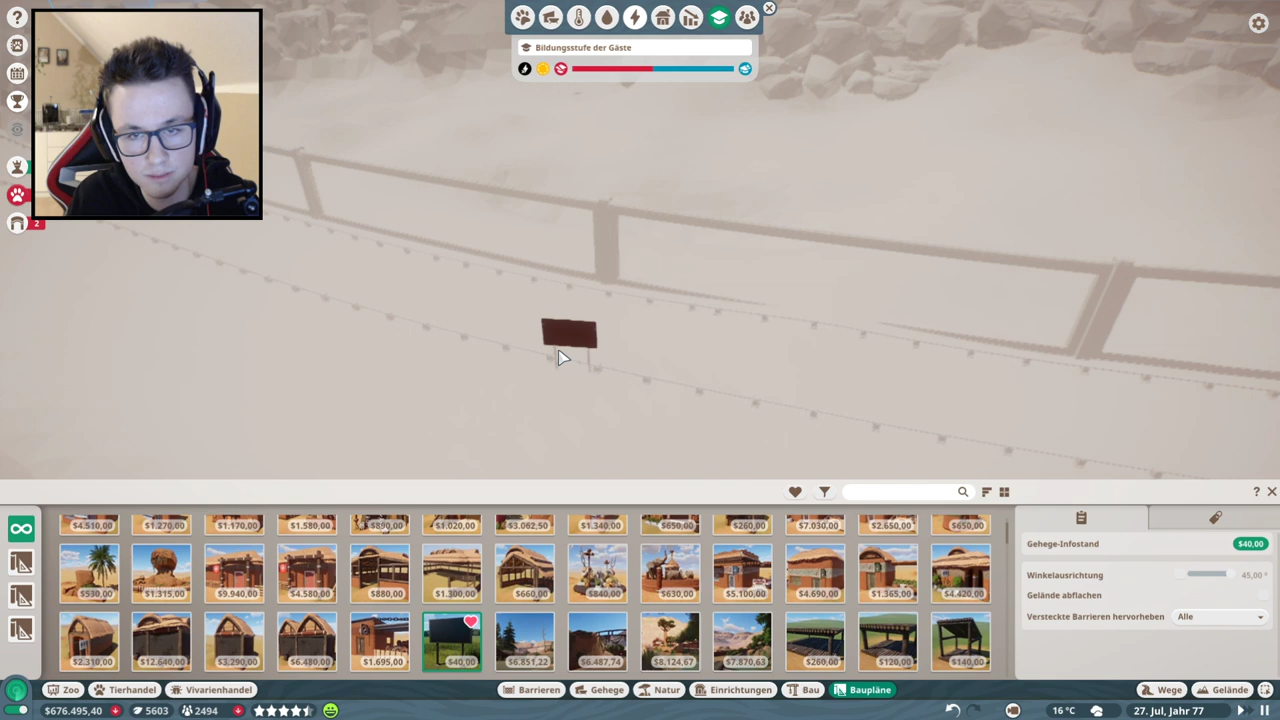 Bildungsstufe der Gäste
2
$4.510,00 $1.270,00 $1.170,00 $1.580,00 $890,00 $1.020,00 $3.062,50 $1.340,00 $650,00 $260,00 $7.030,00 $2.650,00 $650,00
$530,00 $1.315,00 $9.940,00 $4.580,00 $880,00 $1.300,00 $660,00 $840,00 $630,00 $5.100,00 $4.690,00 $1.365,00 $4.420,00
$2.310,00 $12.640,00 $3.290,00 $6.480,00 $1.695,00 $40,00 $6.851,22 $6.487,74 $8.124,67 $7.870,63 $260,00 $120,00 $140,00
Gehege-Infostand $40,00
Winkelausrichtung 45,00 °
Gelände abflachen
Versteckte Barrieren hervorheben Alle
Zoo Tierhandel Vivarienhandel Barrieren Gehege Natur Einrichtungen Bau Baupläne Wege Gelände
$676.495,40 5603 2494 16 °C 27. Jul, Jahr 77